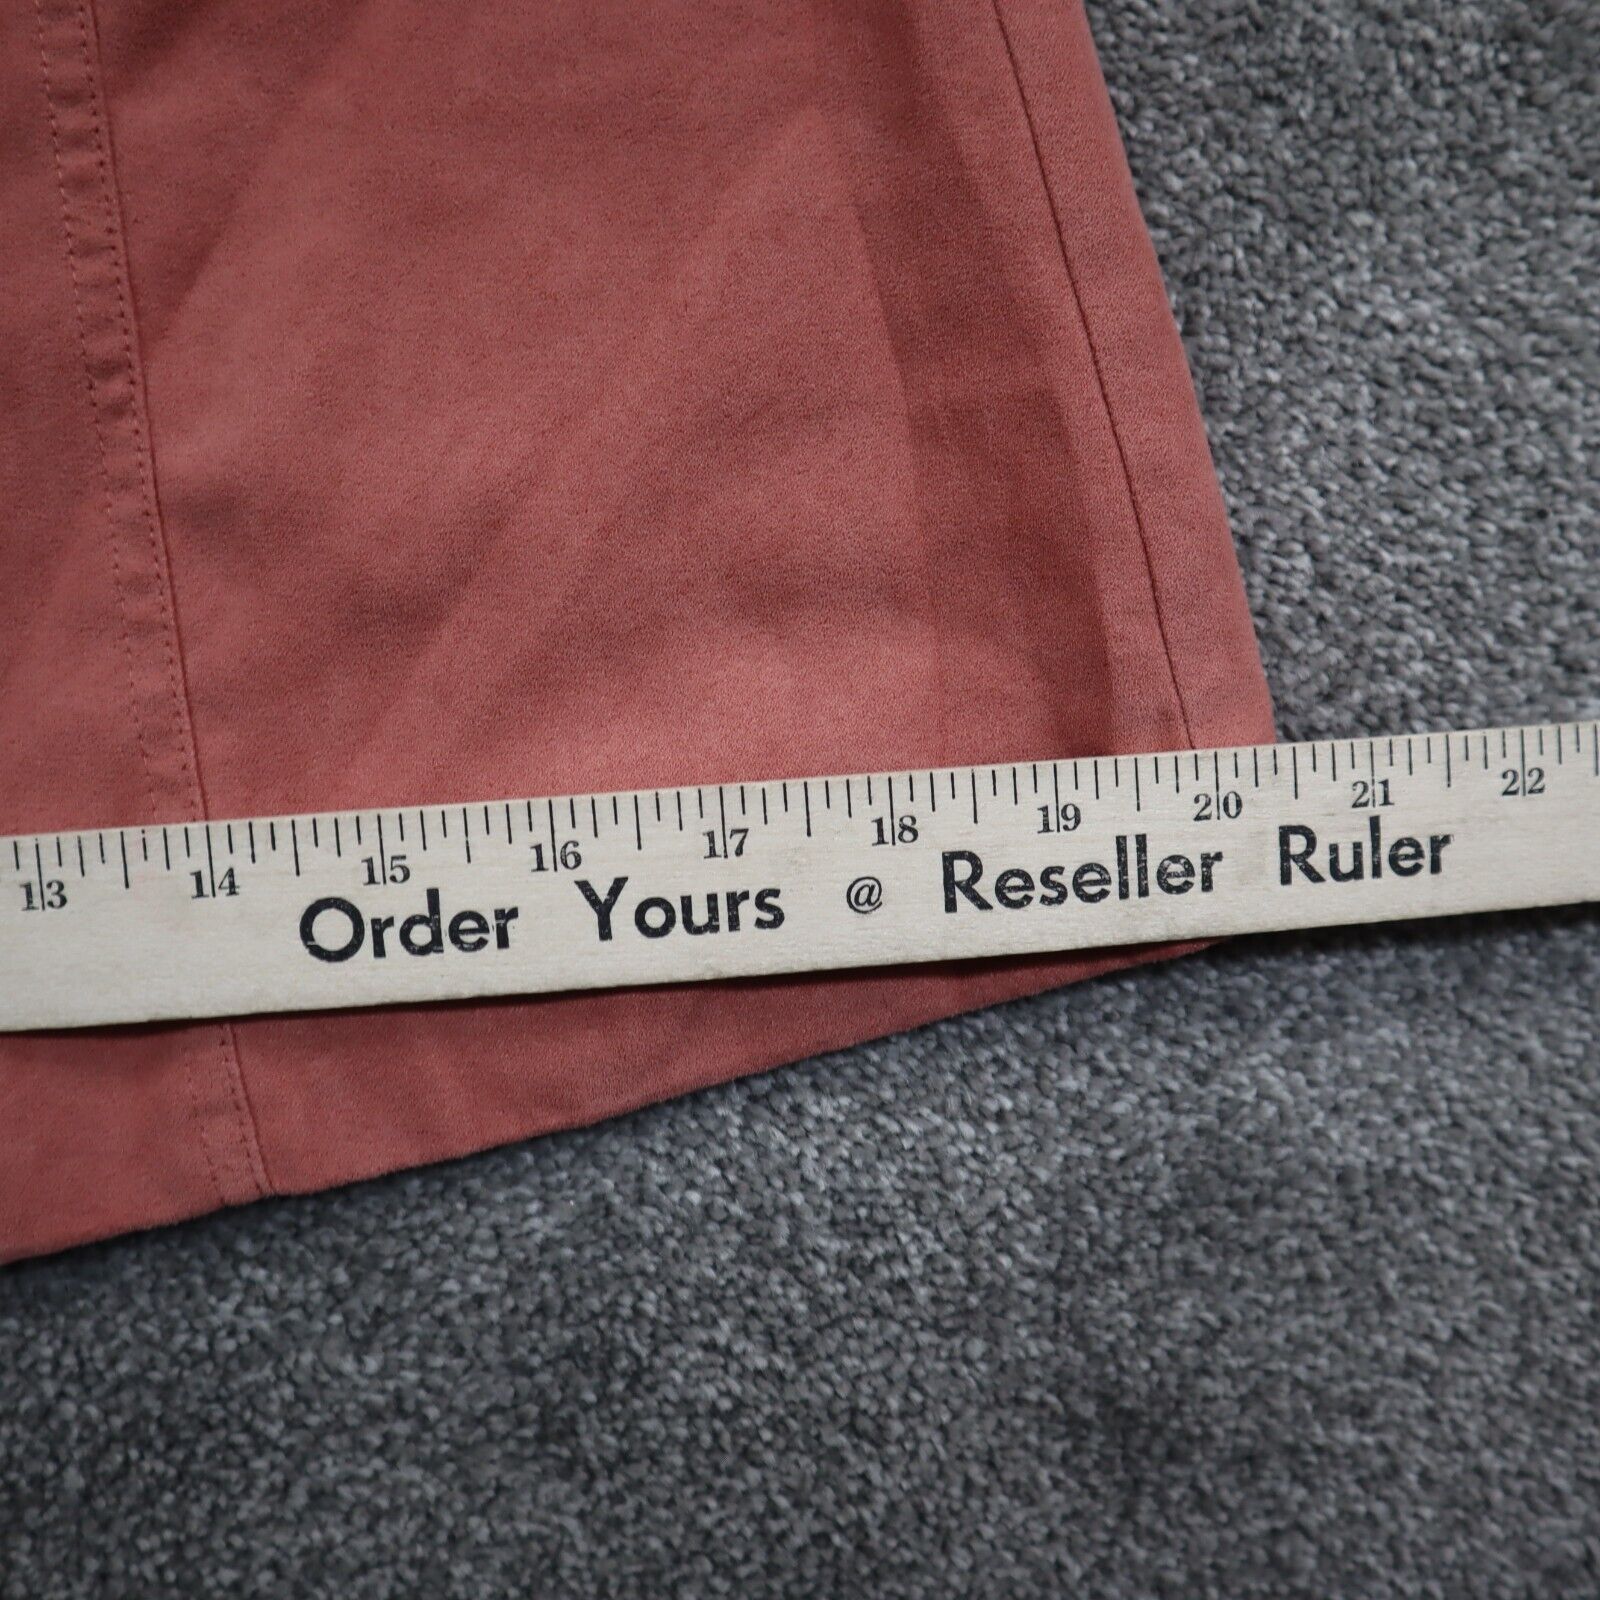 13 14 15 16 17 18 19 20 21 22
Order Yours @ Reseller Ruler